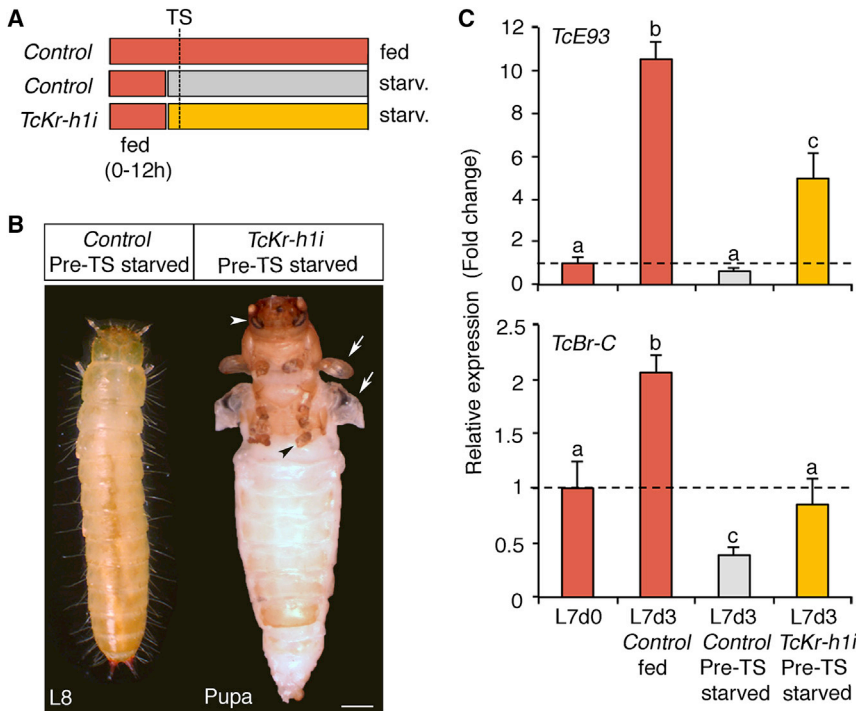 A
TS
Control
fed
Control
starv.
TcKr-h1i
starv.
fed
(0-12h)
B
Control
Pre-TS starved
TcKr-h1i
Pre-TS starved
L8
Pupa
C
Relative expression (Fold change)
TcE93
12
10
8
6
4
2
0
a
b
a
c
TcBr-C
2.5
2
1.5
1
0.5
0
a
b
c
a
L7d0
L7d3
Control
fed
L7d3
Control
Pre-TS
starved
L7d3
TcKr-h1i
Pre-TS
starved